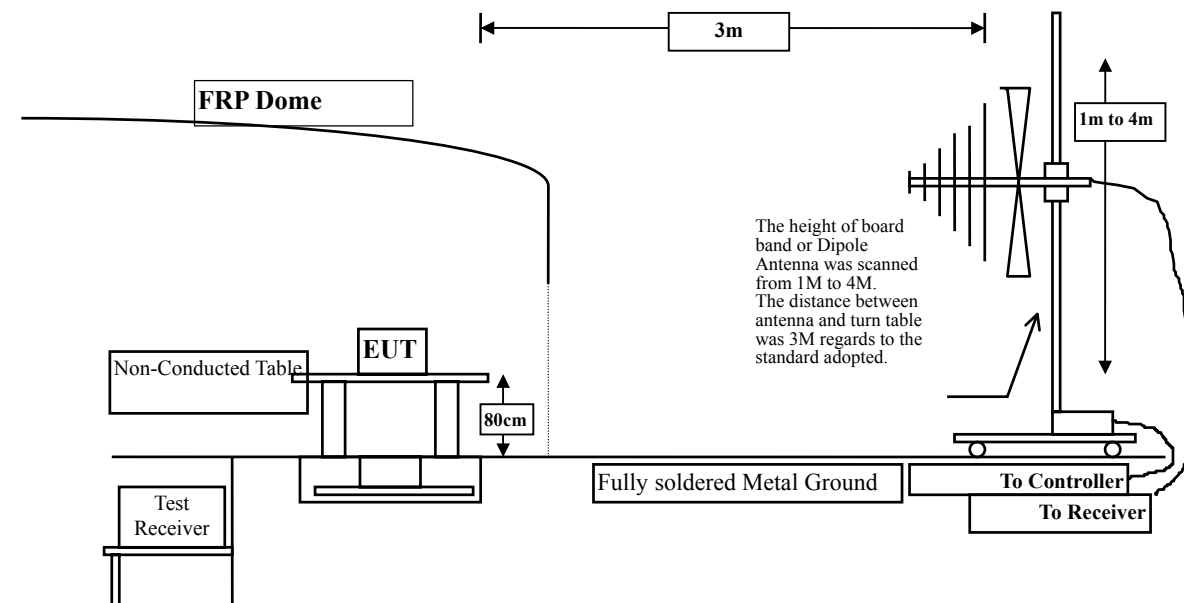 3m
FRP Dome
1m to 4m
The height of board
band or Dipole
Antenna was scanned
from 1M to 4M.
The distance between
antenna and turn table
was 3M regards to the
standard adopted.
EUT
Non-Conducted Table
80cm
Fully soldered Metal Ground
To Controller
To Receiver
Test
Receiver